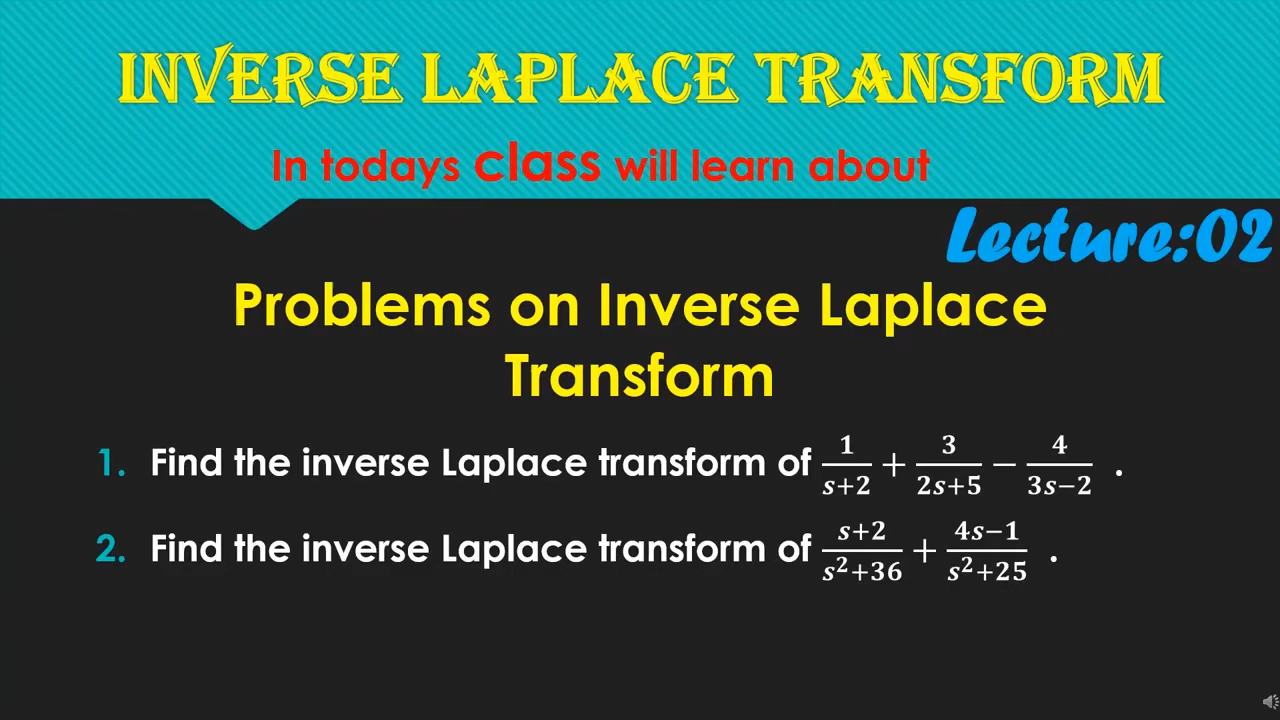 INVERSE LAPLACE TRANSFORM
In todays class will learn about
Lecture:02
Problems on Inverse Laplace
Transform
1. Find the inverse Laplace transform of 1/(s+2) + 3/(2s+5) − 4/(3s−2) .
2. Find the inverse Laplace transform of (s+2)/(s²+36) + (4s−1)/(s²+25) .